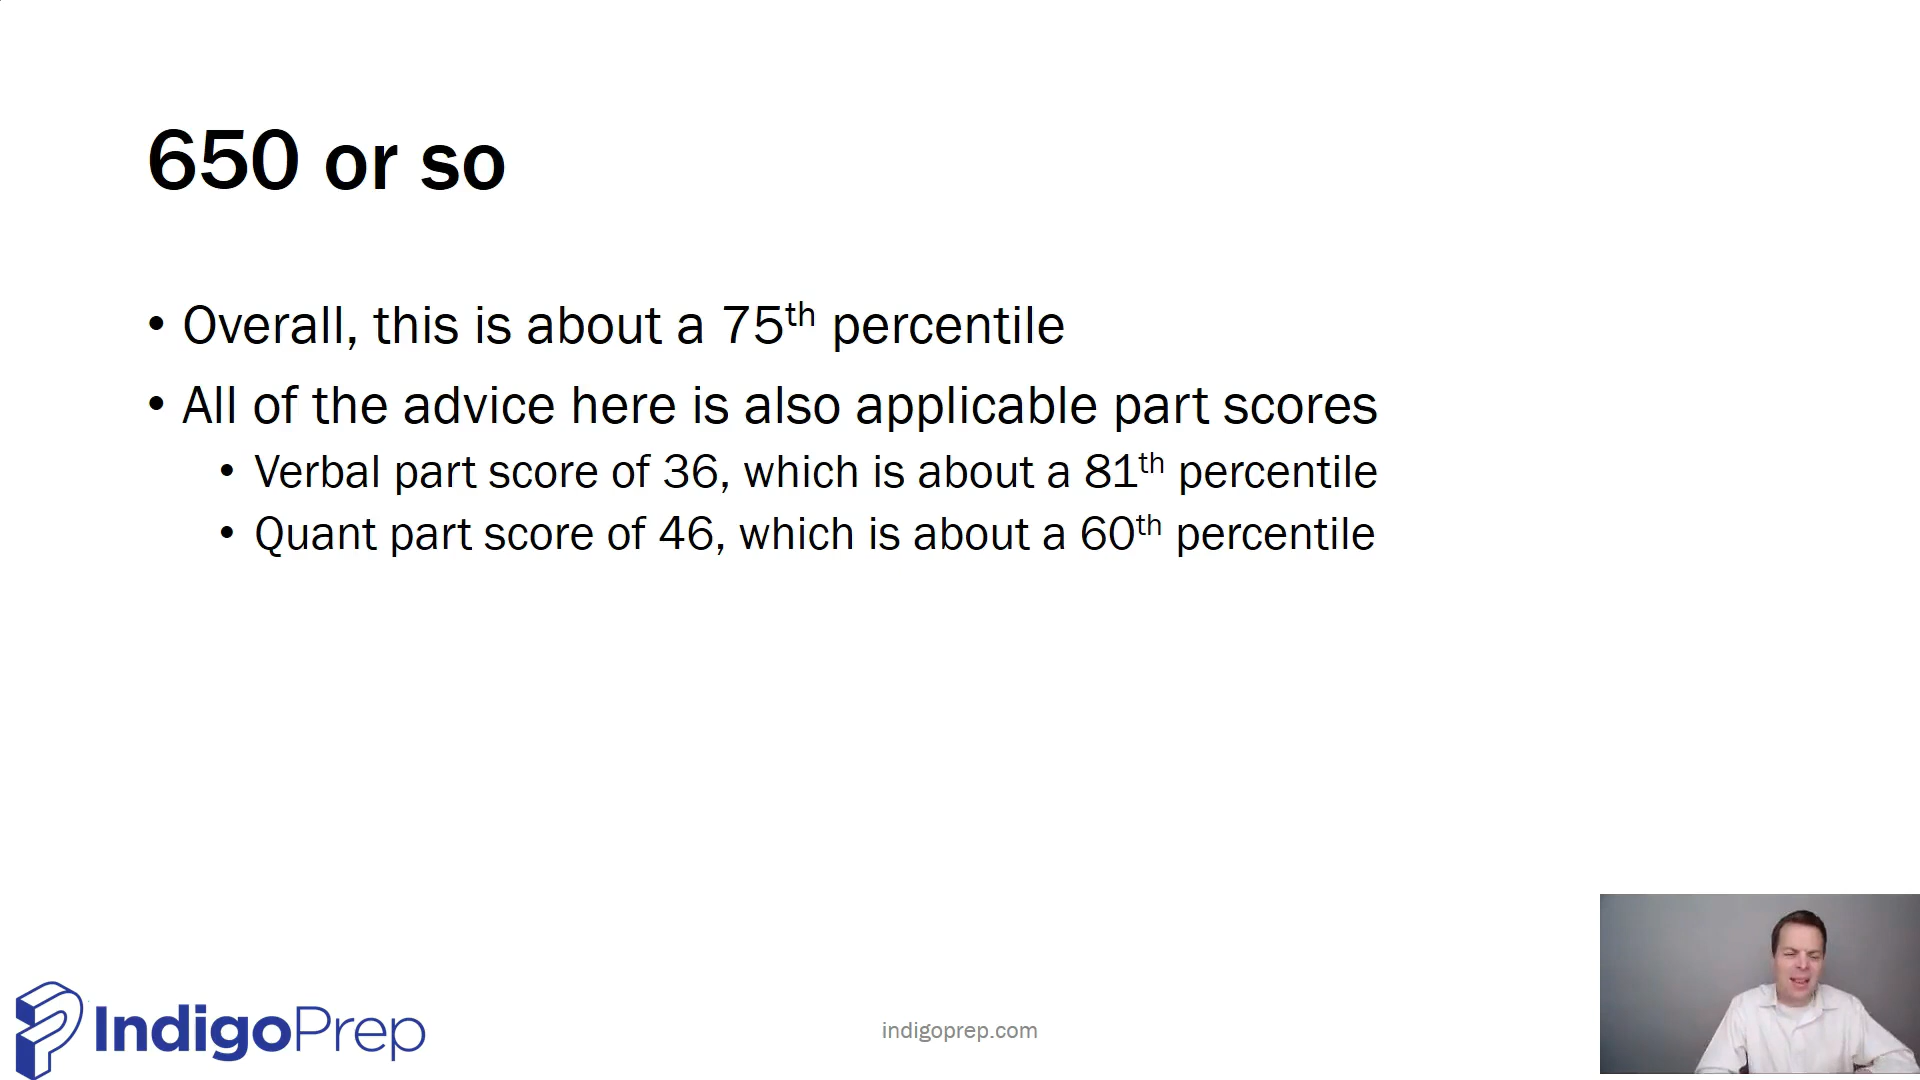 650 or so
• Overall, this is about a 75th percentile
• All of the advice here is also applicable part scores
• Verbal part score of 36, which is about a 81th percentile
• Quant part score of 46, which is about a 60th percentile
IndigoPrep
indigoprep.com